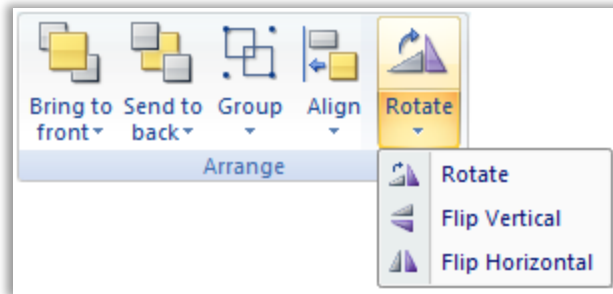 Bring to Send to Group Align Rotate
front back
Arrange
Rotate
Flip Vertical
Flip Horizontal